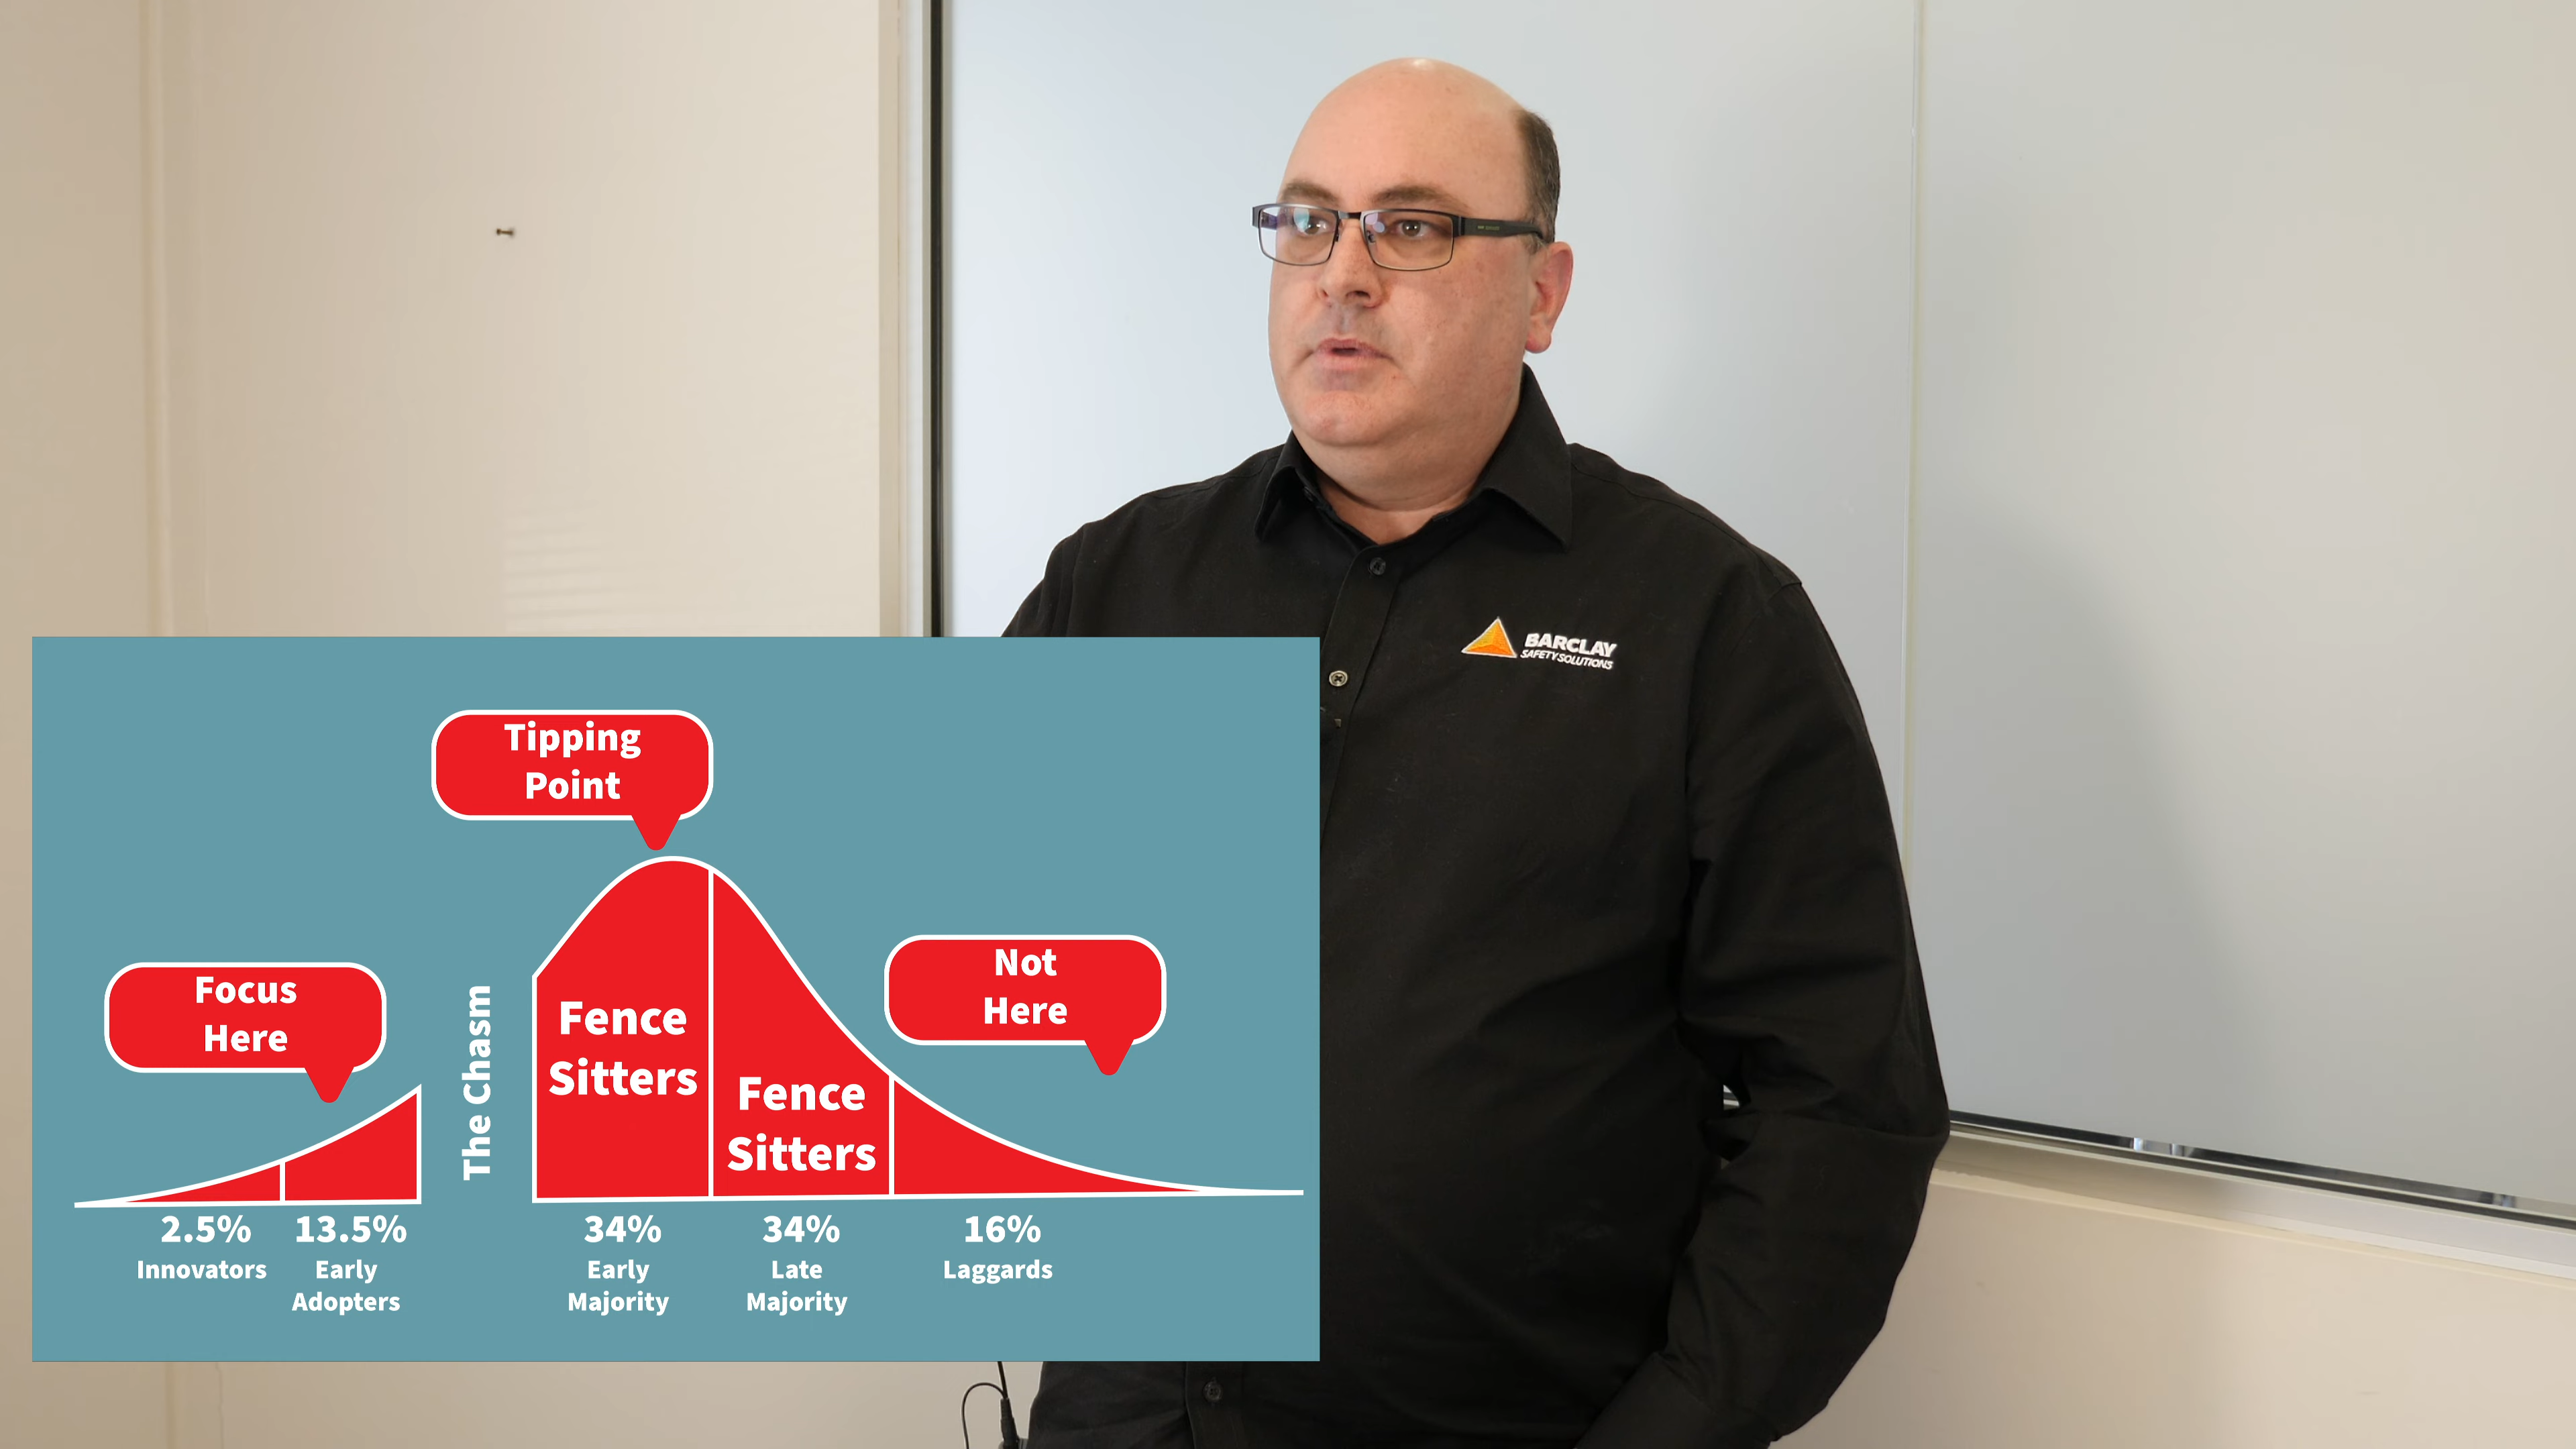 BARCLAY
SAFETY SOLUTIONS
Tipping
Point
Focus
Here
The Chasm
Fence
Sitters
Fence
Sitters
Not
Here
2.5%
Innovators
13.5%
Early
Adopters
34%
Early
Majority
34%
Late
Majority
16%
Laggards